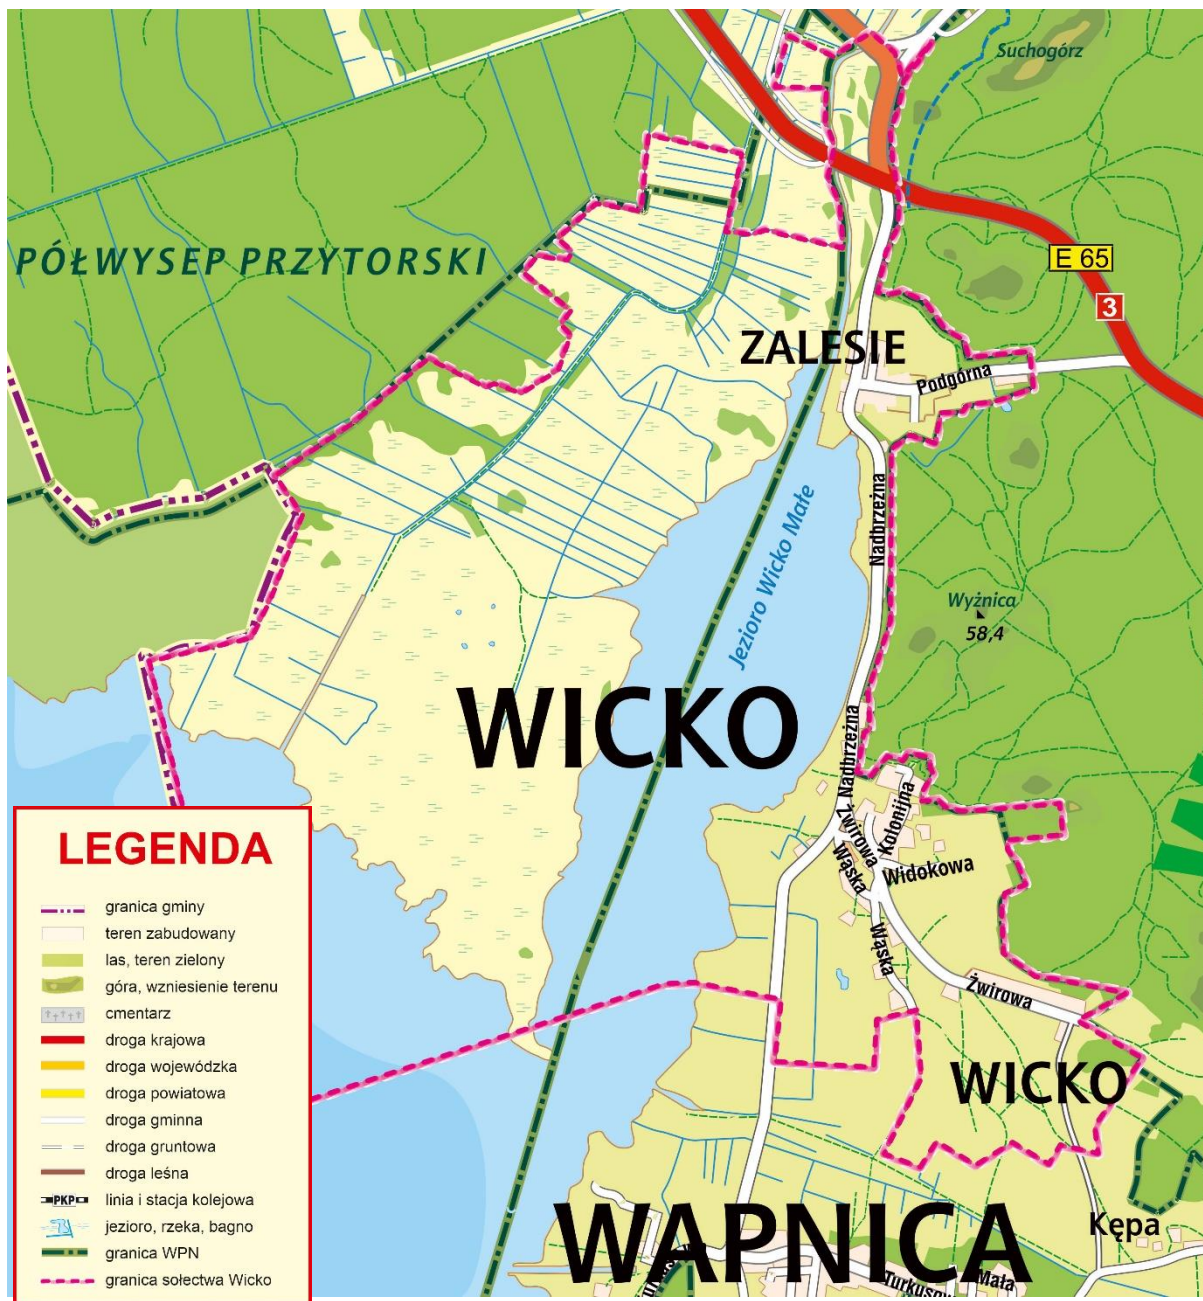 Suchogórz
PÓŁWYSEP PRZYTORSKI
E 65
3
ZALESIE
Podgórna
Nadbrzeżna
Jezioro Wicko Małe
Wyżnica
58,4
WICKO
Nadbrzeżna
Kolonijna
Żwirowa
Wąska
Widokowa
Wąska
Żwirowa
WICKO
WAPNICA
Kępa
Mała
LEGENDA
granica gminy
teren zabudowany
las, teren zielony
góra, wzniesienie terenu
cmentarz
droga krajowa
droga wojewódzka
droga powiatowa
droga gminna
droga gruntowa
droga leśna
PKP linia i stacja kolejowa
jezioro, rzeka, bagno
granica WPN
granica sołectwa Wicko